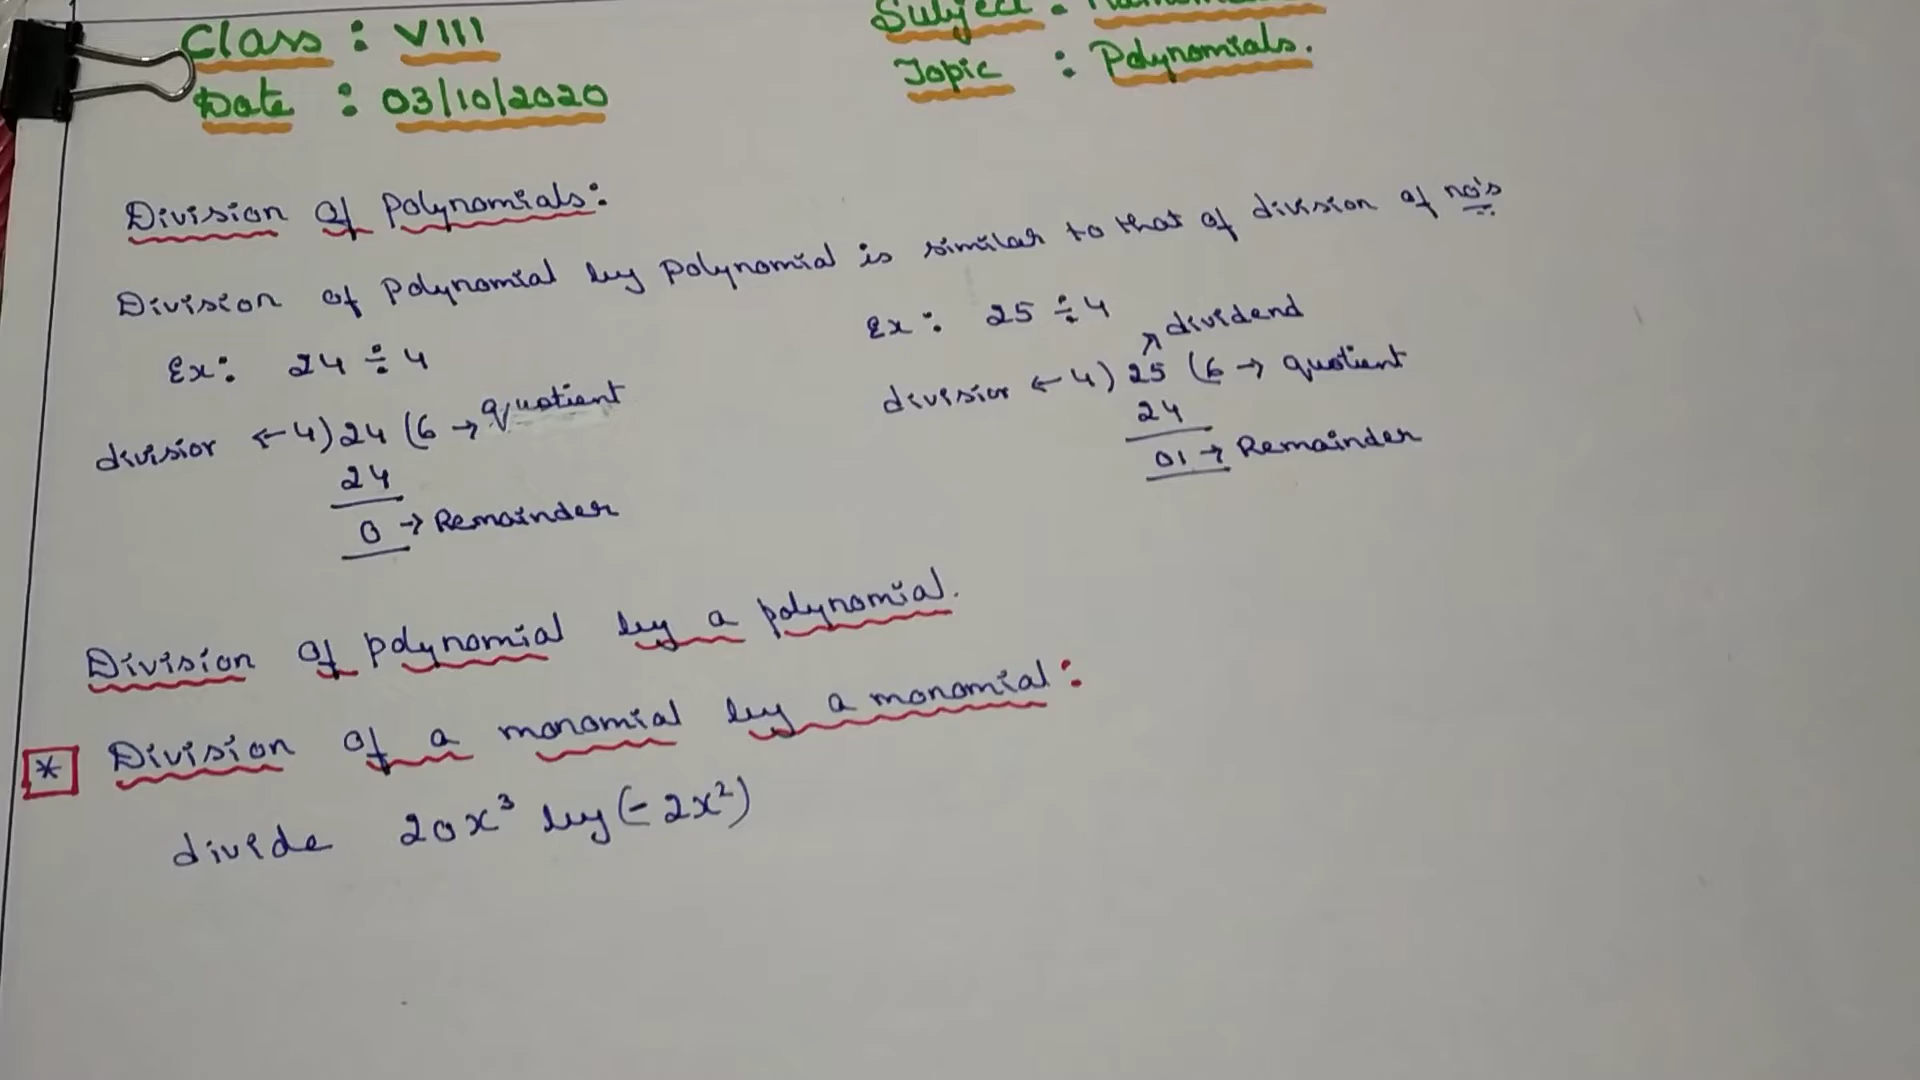 Class : VIII
Subject :
Date : 03/10/2020
Topic : Polynomials.
Division of Polynomials:
Division of Polynomial by Polynomial is similar to that of division of no's
Ex: 24 ÷ 4
division ← 4) 24 (6 → quotient
24
0 → Remainder
Ex: 25 ÷ 4
dividend
division ← 4) 25 (6 → quotient
24
01 → Remainder
Division of Polynomial by a polynomial.
* Division of a monomial by a monomial:
divide 20x³ by (-2x²)